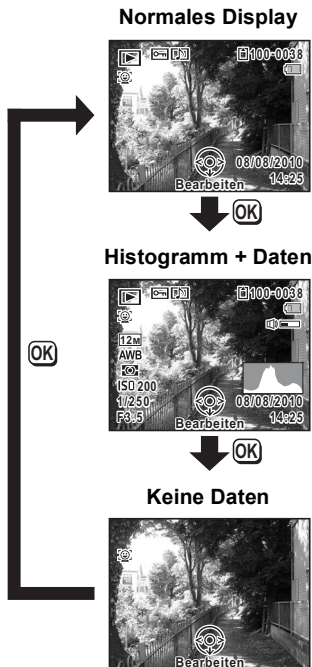 Normales Display
100-0038
08/08/2010
14:25
Bearbeiten
OK
Histogramm + Daten
100-0038
12M
AWB
ISO 200
1/250
F3.5
08/08/2010
14:25
Bearbeiten
OK
OK
Keine Daten
Bearbeiten